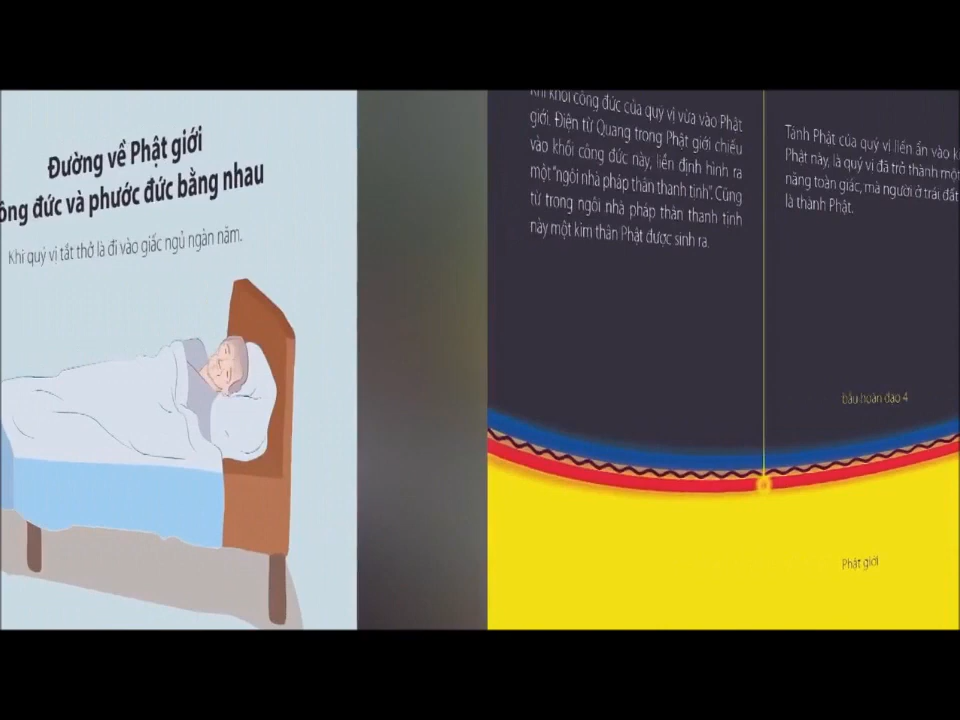 Đường về Phật giới
ông đức và phước đức bằng nhau
Khi quý vị tắt thở là đi vào giấc ngủ ngàn năm.
Khi khối công đức của quý vị vừa vào Phật
giới. Điện từ Quang trong Phật giới chiếu
vào khối công đức này, liền định hình ra
một "ngôi nhà pháp thân thanh tịnh". Cũng
từ trong ngôi nhà pháp thân thanh tịnh
này một kim thân Phật được sinh ra.
Tánh Phật của quý vị liền ẩn vào k
Phật này, là quý vị đã trở thành một
năng toàn giác, mà người ở trái đất
là thành Phật.
bầu hoàn đạo 4
Phật giới